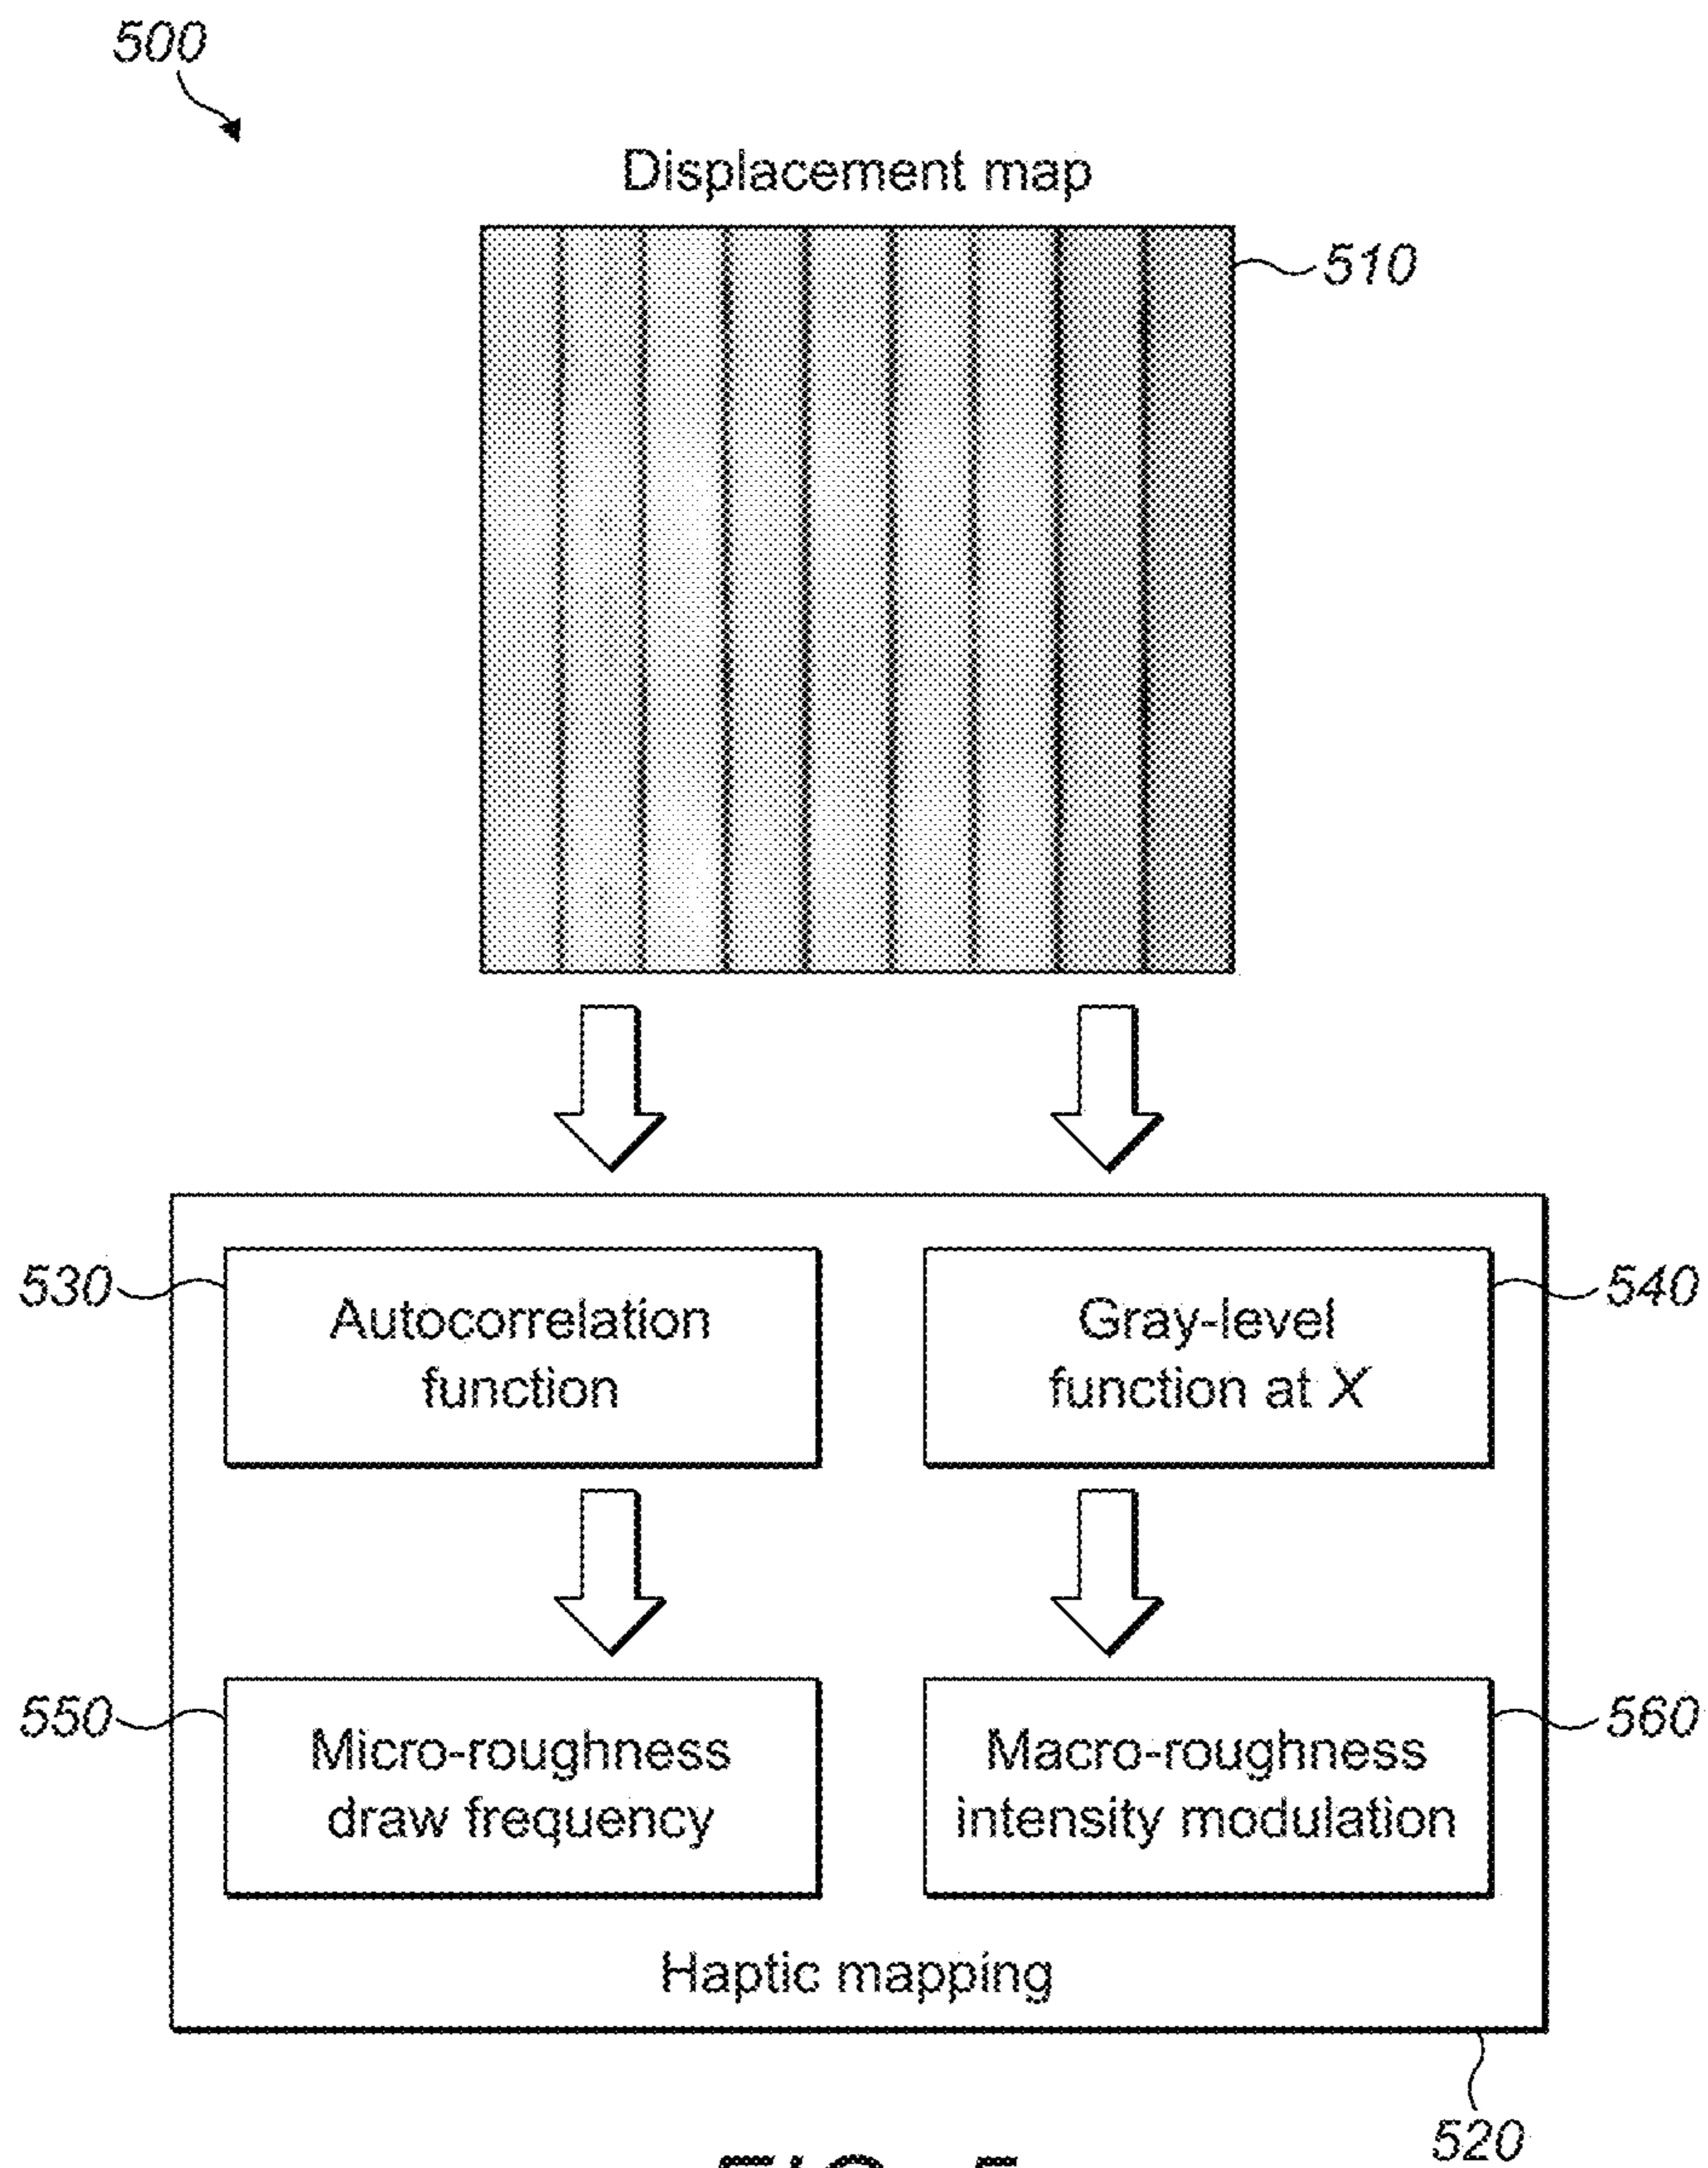 500
Displacement map
510
530
Autocorrelation
function
Gray-level
function at X
540
550
Micro-roughness
draw frequency
Macro-roughness
intensity modulation
560
Haptic mapping
520